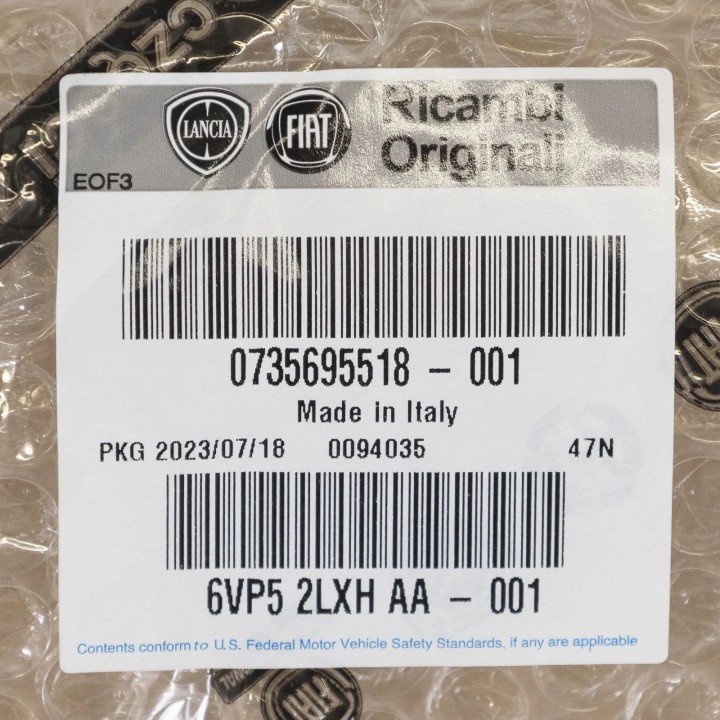 LANCIA
FIAT
Ricambi
Originali
EOF3
0735695518 - 001
Made in Italy
PKG 2023/07/18 0094035 47N
6VP5 2LXH AA - 001
Contents conform to U.S. Federal Motor Vehicle Safety Standards, if any are applicable